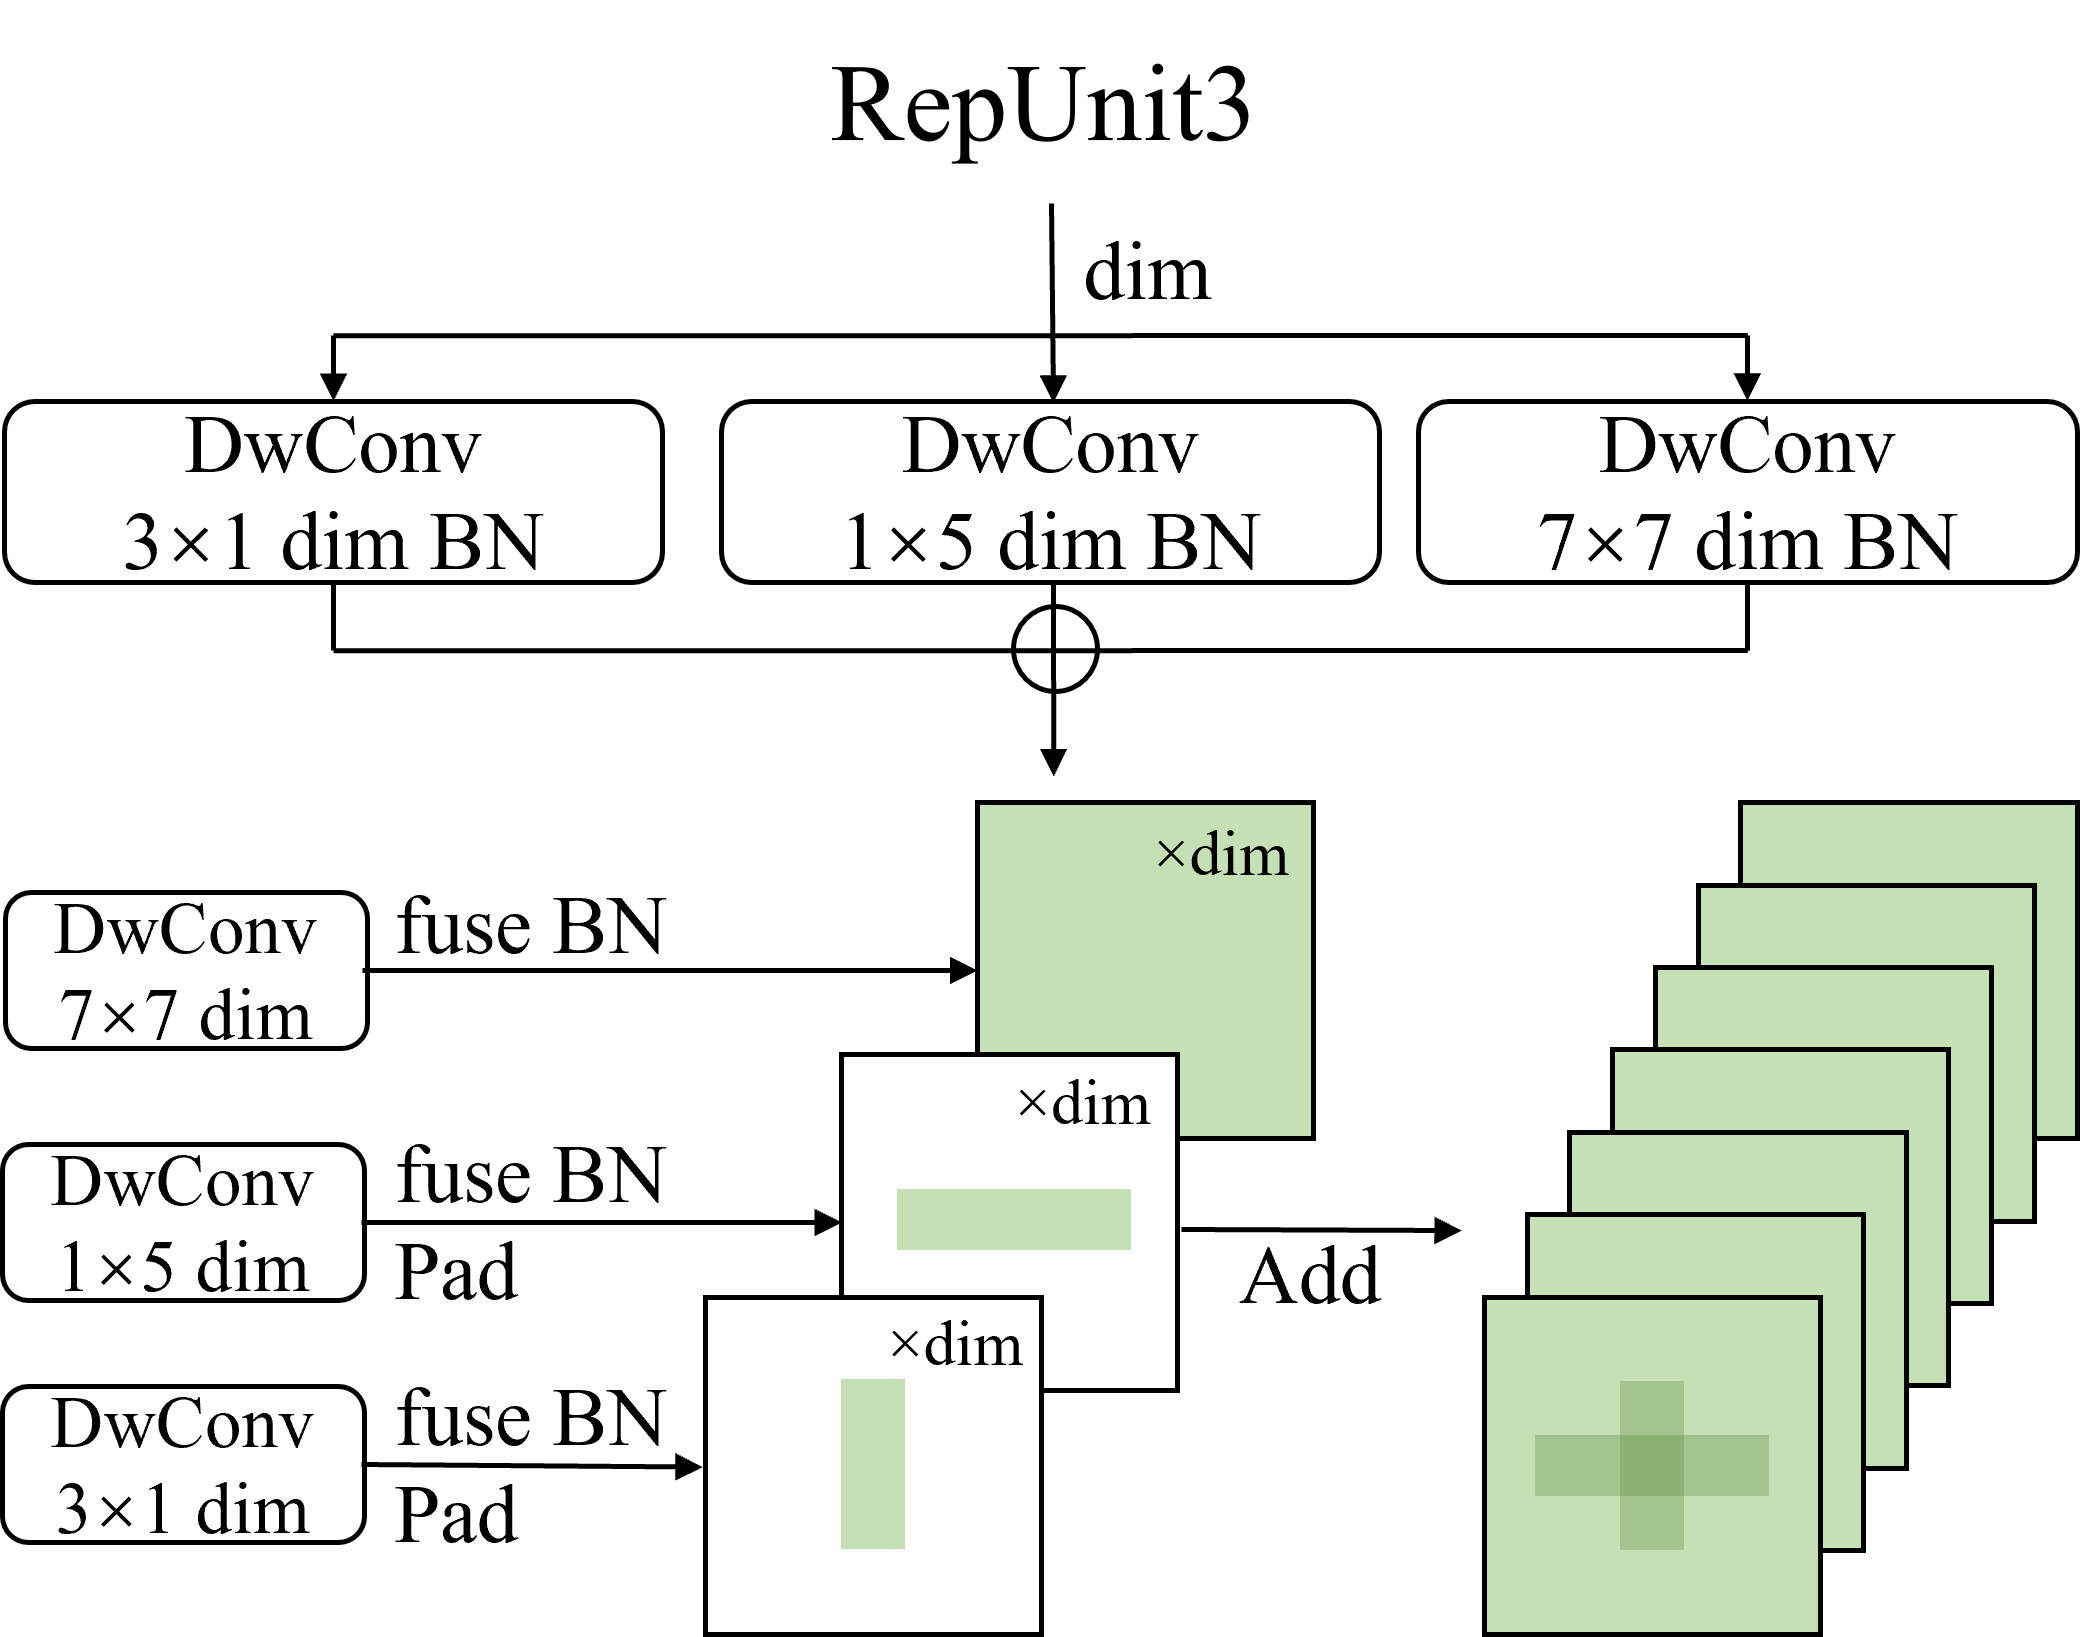 RepUnit3
dim
DwConv
3×1 dim BN
DwConv
1×5 dim BN
DwConv
7×7 dim BN
×dim
DwConv
7×7 dim
fuse BN
×dim
DwConv
1×5 dim
fuse BN
Pad
Add
×dim
DwConv
3×1 dim
fuse BN
Pad